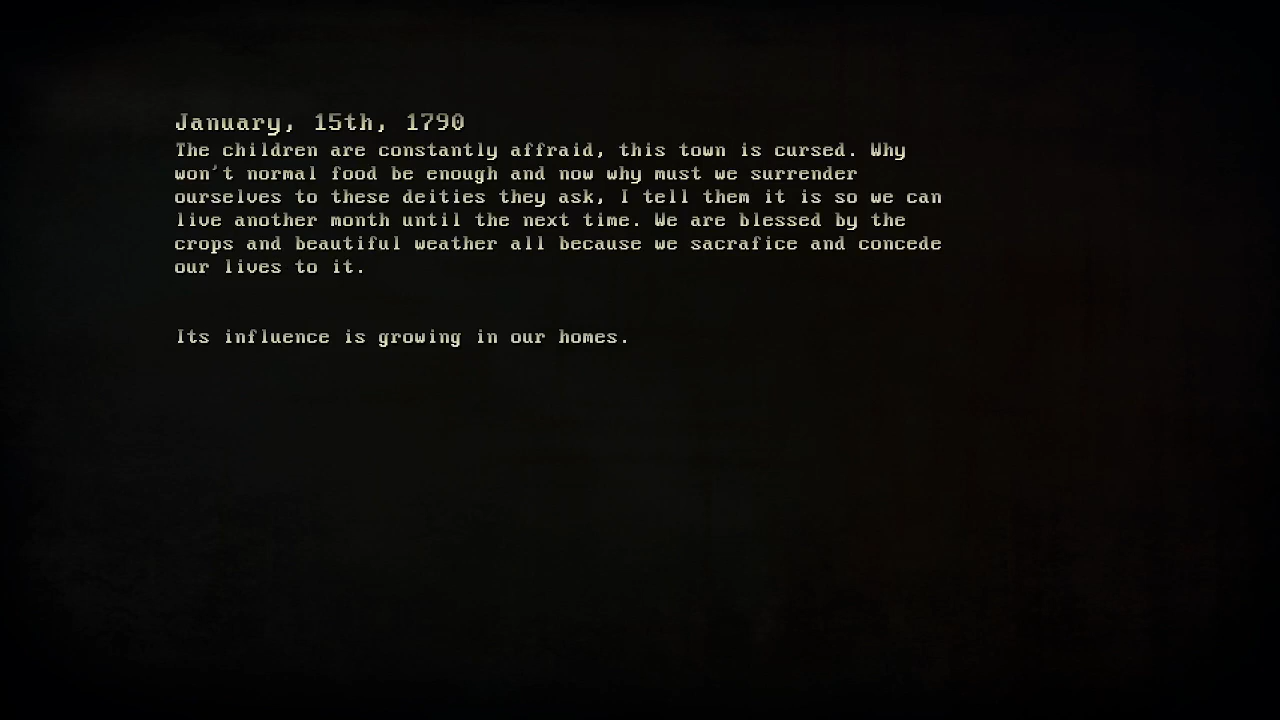 January, 15th, 1790
The children are constantly affraid, this town is cursed. Why
won't normal food be enough and now why must we surrender
ourselves to these deities they ask, I tell them it is so we can
live another month until the next time. We are blessed by the
crops and beautiful weather all because we sacrafice and concede
our lives to it.
Its influence is growing in our homes.